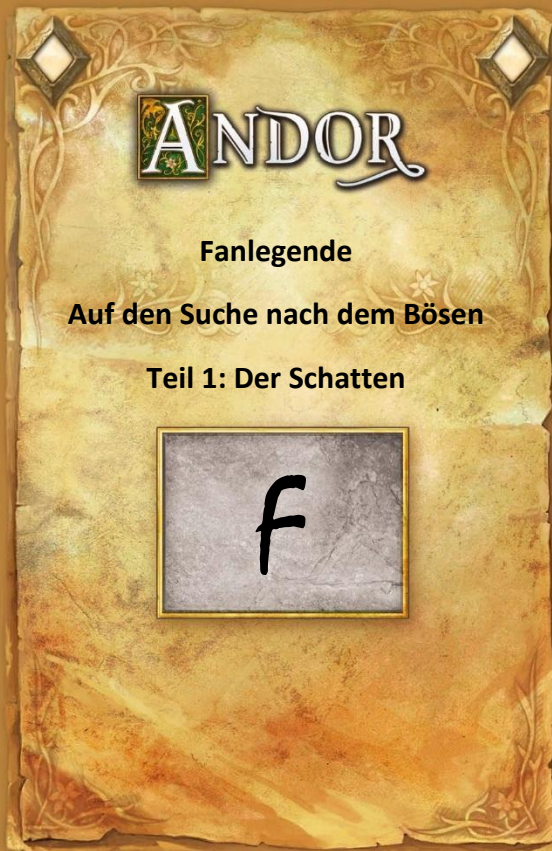 ANDOR
Fanlegende
Auf den Suche nach dem Bösen
Teil 1: Der Schatten
F